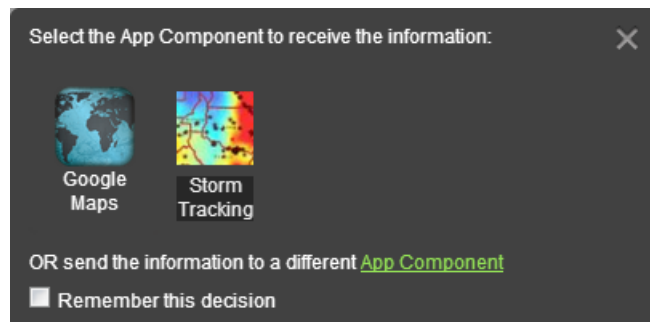 Select the App Component to receive the information:
Google
Maps
Storm
Tracking
OR send the information to a different App Component
Remember this decision